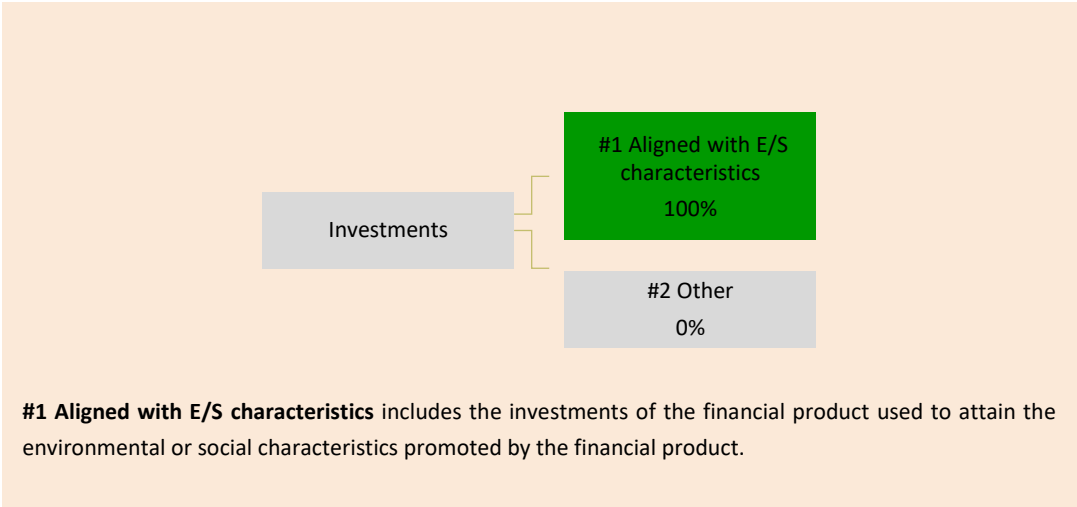 #1 Aligned with E/S
characteristics
100%
Investments
#2 Other
0%
#1 Aligned with E/S characteristics includes the investments of the financial product used to attain the
environmental or social characteristics promoted by the financial product.